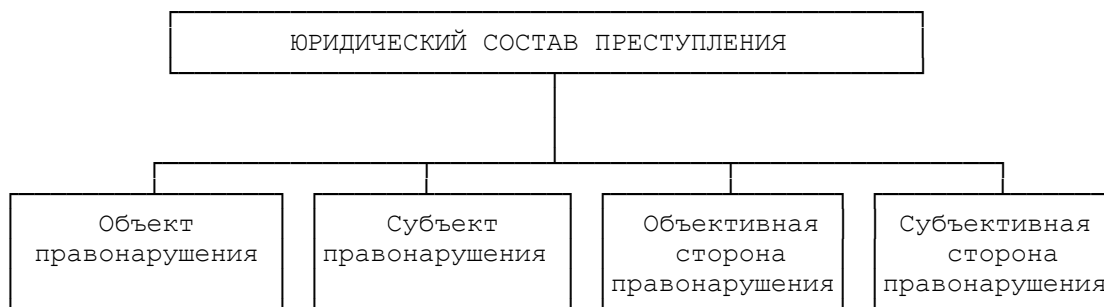 ЮРИДИЧЕСКИЙ СОСТАВ ПРЕСТУПЛЕНИЯ
Объект
правонарушения
Субъект
правонарушения
Объективная
сторона
правонарушения
Субъективная
сторона
правонарушения